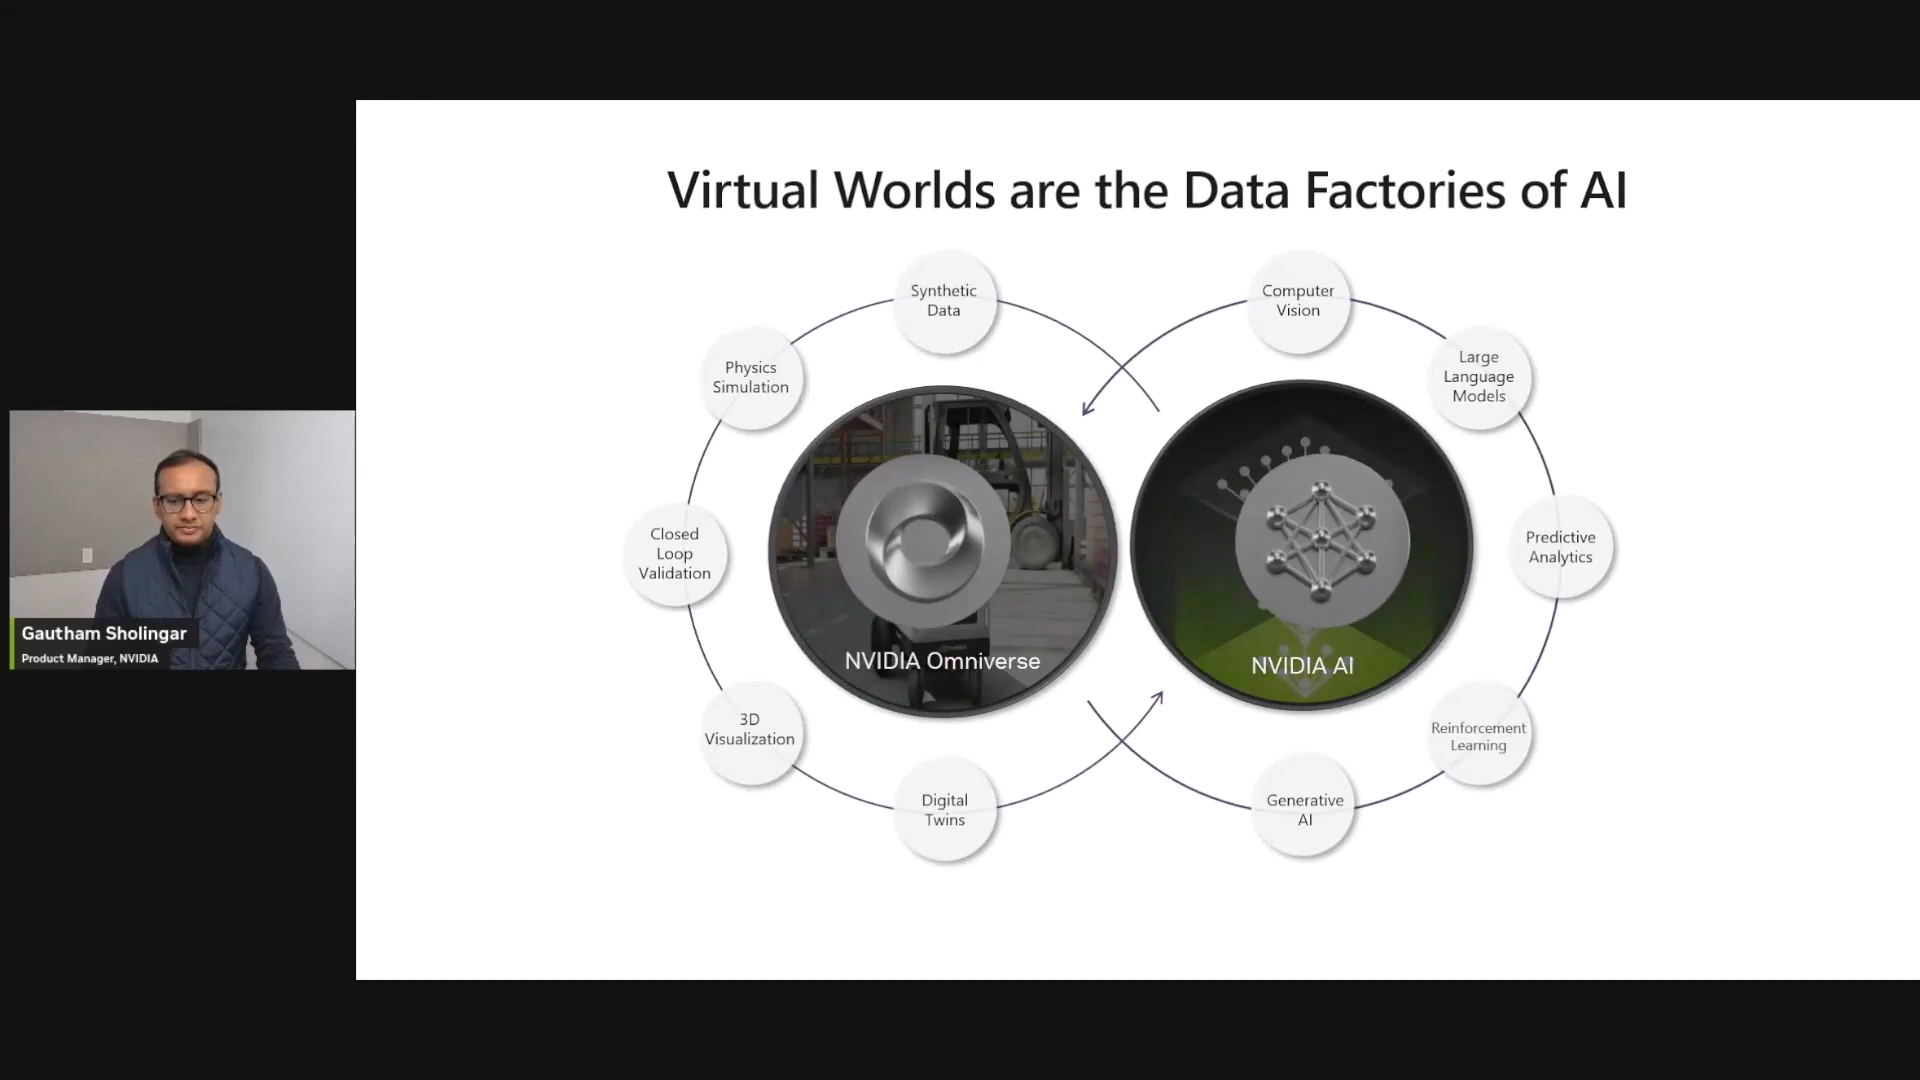 Virtual Worlds are the Data Factories of AI
Synthetic
Data
Computer
Vision
Physics
Simulation
Large
Language
Models
Closed
Loop
Validation
Predictive
Analytics
NVIDIA Omniverse
NVIDIA AI
3D
Visualization
Reinforcement
Learning
Digital
Twins
Generative
AI
Gautham Sholingar
Product Manager, NVIDIA